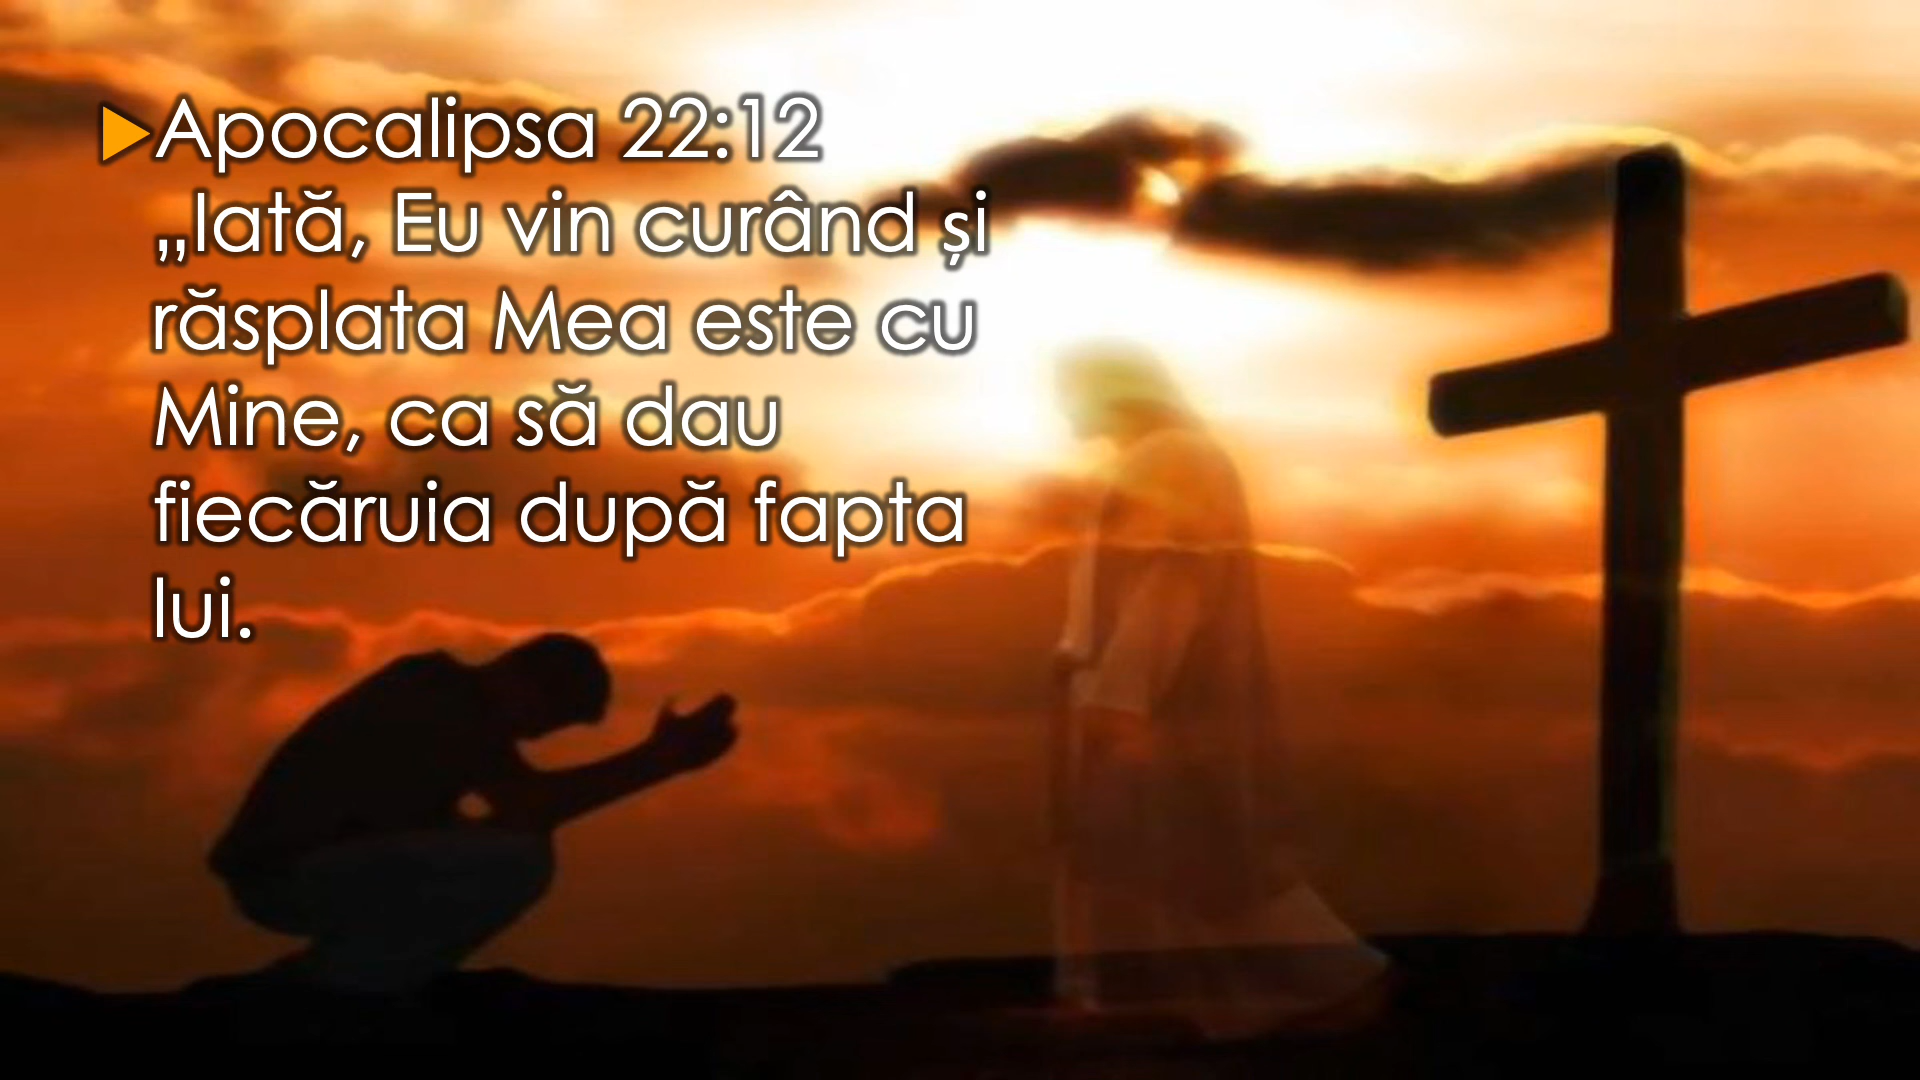 Apocalipsa 22:12
„Iată, Eu vin curând și
răsplata Mea este cu
Mine, ca să dau
fiecăruia după fapta
lui.